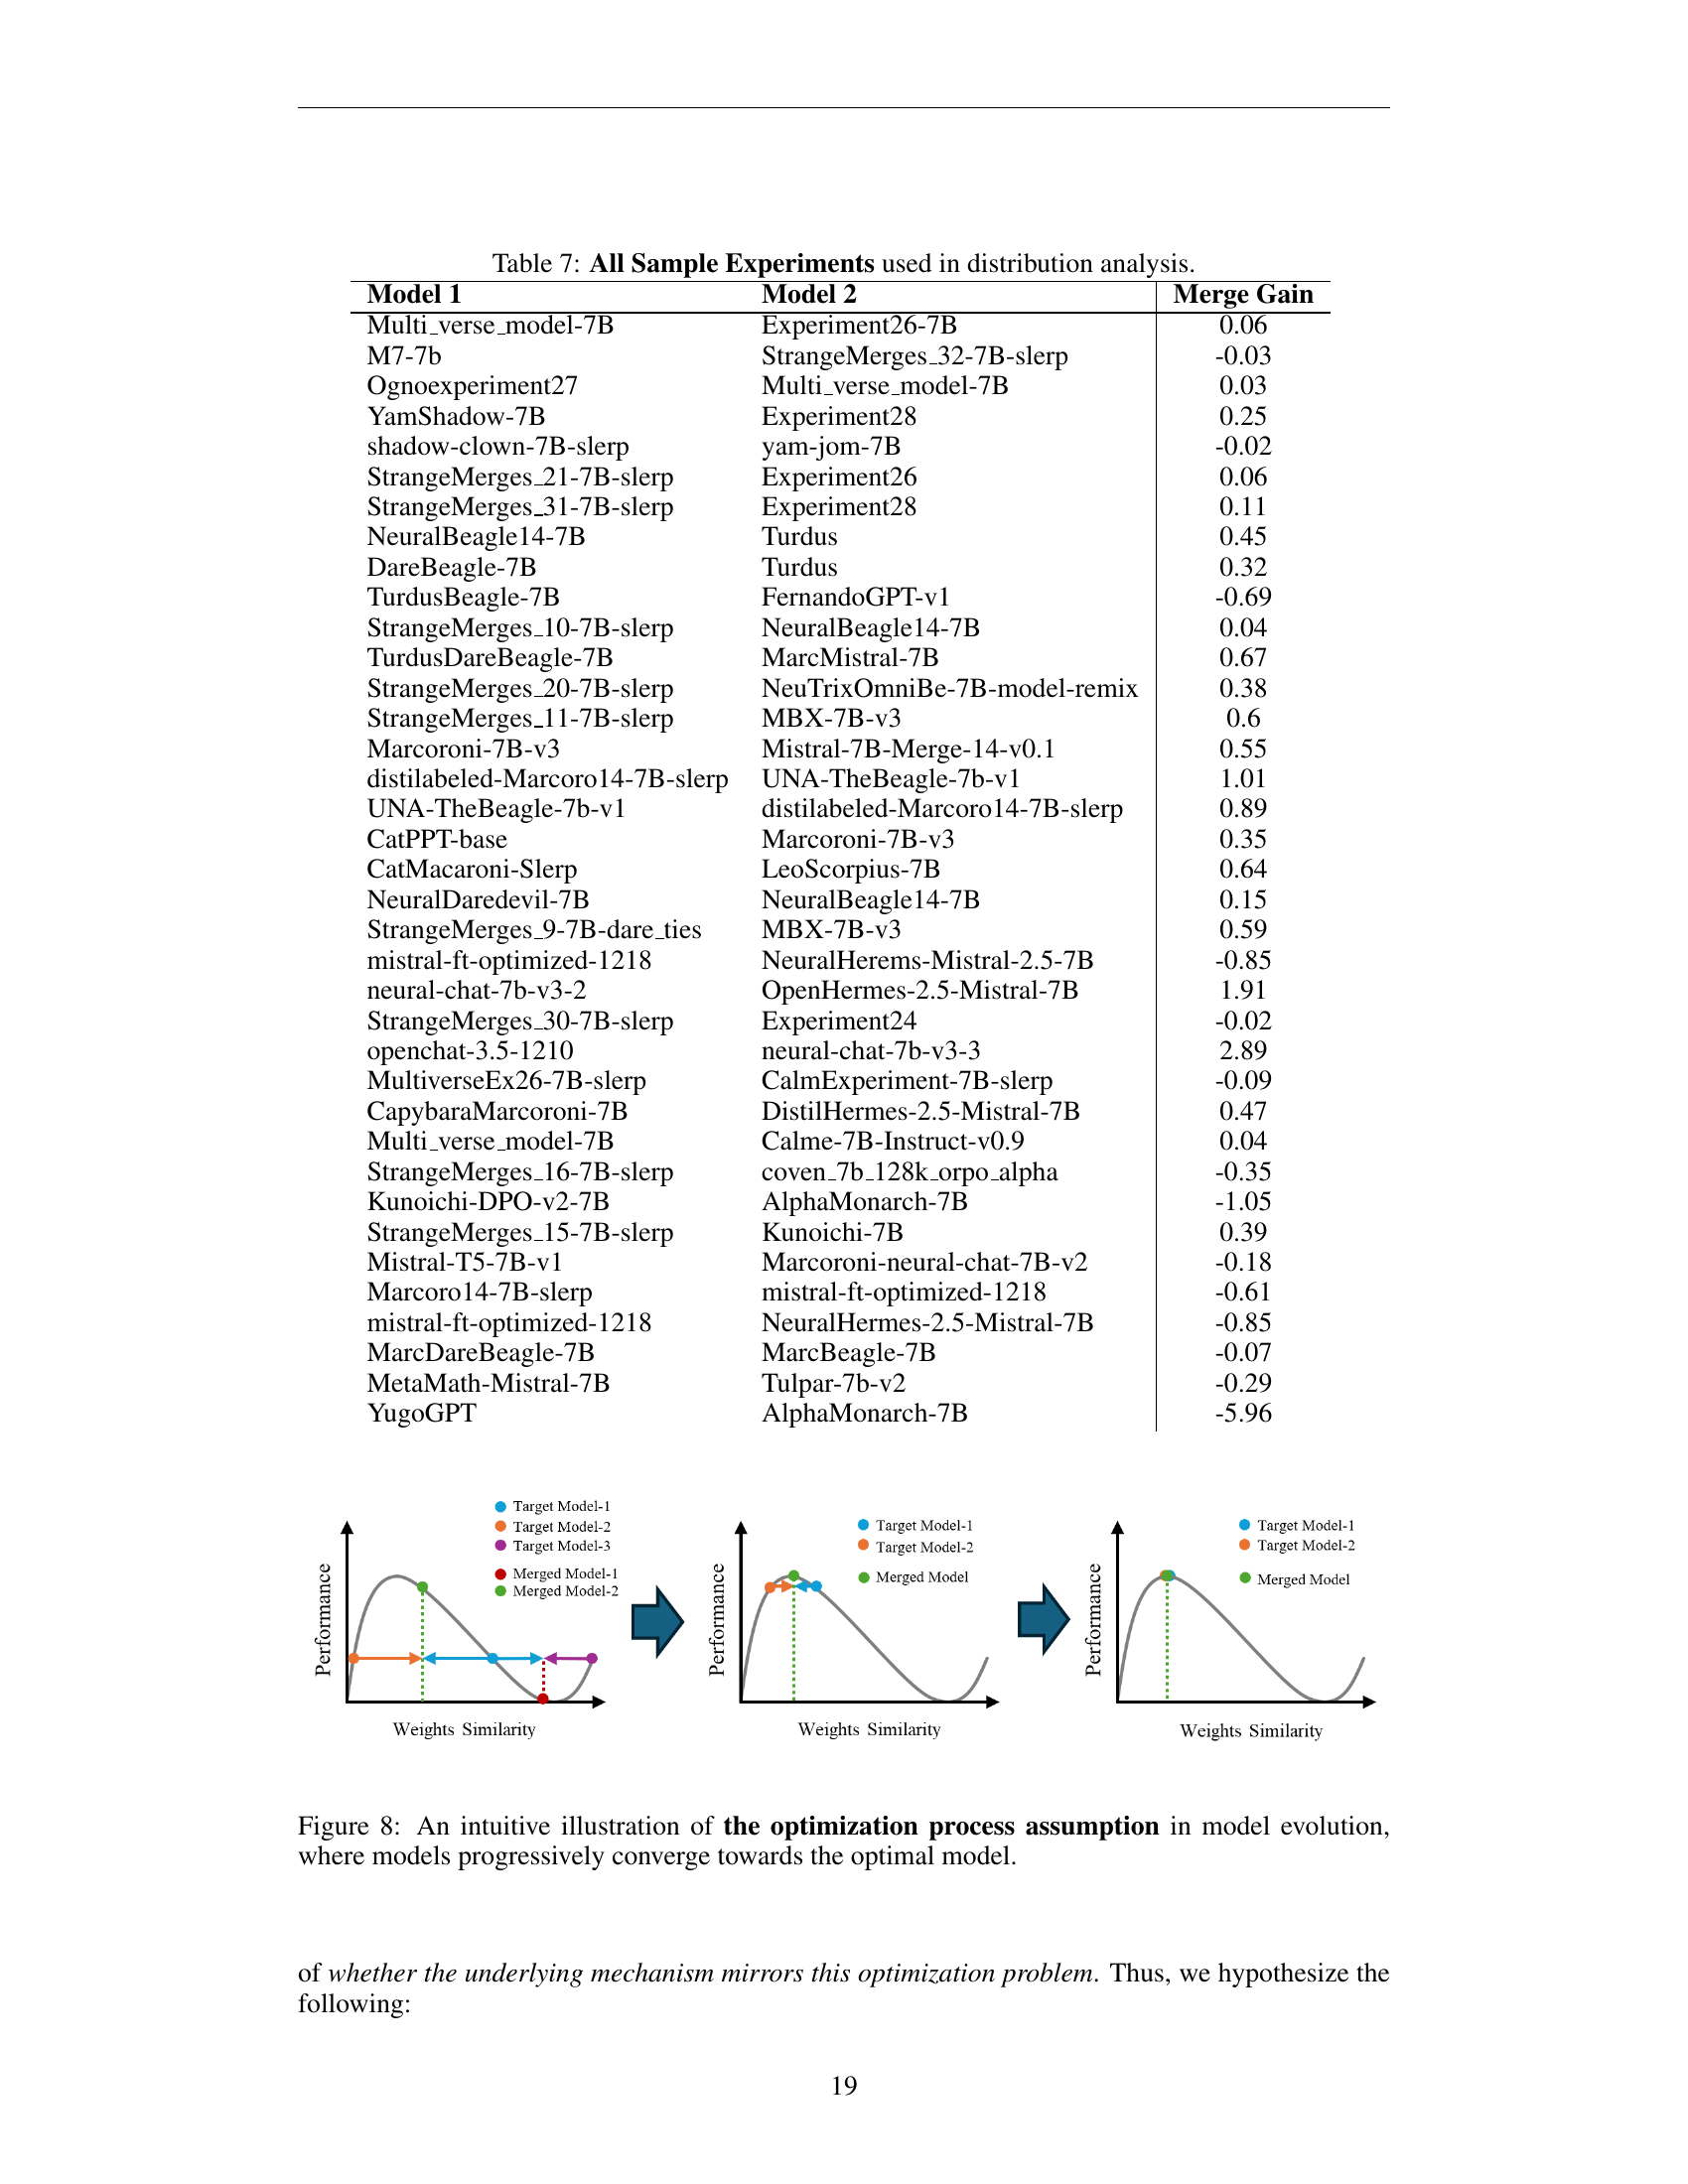 Table 7: All Sample Experiments used in distribution analysis.
Model 1 Model 2 Merge Gain
Multi_verse_model-7B Experiment26-7B 0.06
M7-7b StrangeMerges_32-7B-slerp -0.03
Ognoexperiment27 Multi_verse_model-7B 0.03
YamShadow-7B Experiment28 0.25
shadow-clown-7B-slerp yam-jom-7B -0.02
StrangeMerges_21-7B-slerp Experiment26 0.06
StrangeMerges_31-7B-slerp Experiment28 0.11
NeuralBeagle14-7B Turdus 0.45
DareBeagle-7B Turdus 0.32
TurdusBeagle-7B FernandoGPT-v1 -0.69
StrangeMerges_10-7B-slerp NeuralBeagle14-7B 0.04
TurdusDareBeagle-7B MarcMistral-7B 0.67
StrangeMerges_20-7B-slerp NeuTrixOmniBe-7B-model-remix 0.38
StrangeMerges_11-7B-slerp MBX-7B-v3 0.6
Marcoroni-7B-v3 Mistral-7B-Merge-14-v0.1 0.55
distilabeled-Marcoro14-7B-slerp UNA-TheBeagle-7b-v1 1.01
UNA-TheBeagle-7b-v1 distilabeled-Marcoro14-7B-slerp 0.89
CatPPT-base Marcoroni-7B-v3 0.35
CatMacaroni-Slerp LeoScorpius-7B 0.64
NeuralDaredevil-7B NeuralBeagle14-7B 0.15
StrangeMerges_9-7B-dare_ties MBX-7B-v3 0.59
mistral-ft-optimized-1218 NeuralHerems-Mistral-2.5-7B -0.85
neural-chat-7b-v3-2 OpenHermes-2.5-Mistral-7B 1.91
StrangeMerges_30-7B-slerp Experiment24 -0.02
openchat-3.5-1210 neural-chat-7b-v3-3 2.89
MultiverseEx26-7B-slerp CalmExperiment-7B-slerp -0.09
CapybaraMarcoroni-7B DistilHermes-2.5-Mistral-7B 0.47
Multi_verse_model-7B Calme-7B-Instruct-v0.9 0.04
StrangeMerges_16-7B-slerp coven_7b_128k_orpo_alpha -0.35
Kunoichi-DPO-v2-7B AlphaMonarch-7B -1.05
StrangeMerges_15-7B-slerp Kunoichi-7B 0.39
Mistral-T5-7B-v1 Marcoroni-neural-chat-7B-v2 -0.18
Marcoro14-7B-slerp mistral-ft-optimized-1218 -0.61
mistral-ft-optimized-1218 NeuralHermes-2.5-Mistral-7B -0.85
MarcDareBeagle-7B MarcBeagle-7B -0.07
MetaMath-Mistral-7B Tulpar-7b-v2 -0.29
YugoGPT AlphaMonarch-7B -5.96
Target Model-1
Target Model-2
Target Model-3
Merged Model-1
Merged Model-2
Performance
Weights Similarity
Target Model-1
Target Model-2
Merged Model
Performance
Weights Similarity
Target Model-1
Target Model-2
Merged Model
Performance
Weights Similarity
Figure 8: An intuitive illustration of the optimization process assumption in model evolution,
where models progressively converge towards the optimal model.
of whether the underlying mechanism mirrors this optimization problem. Thus, we hypothesize the
following:
19